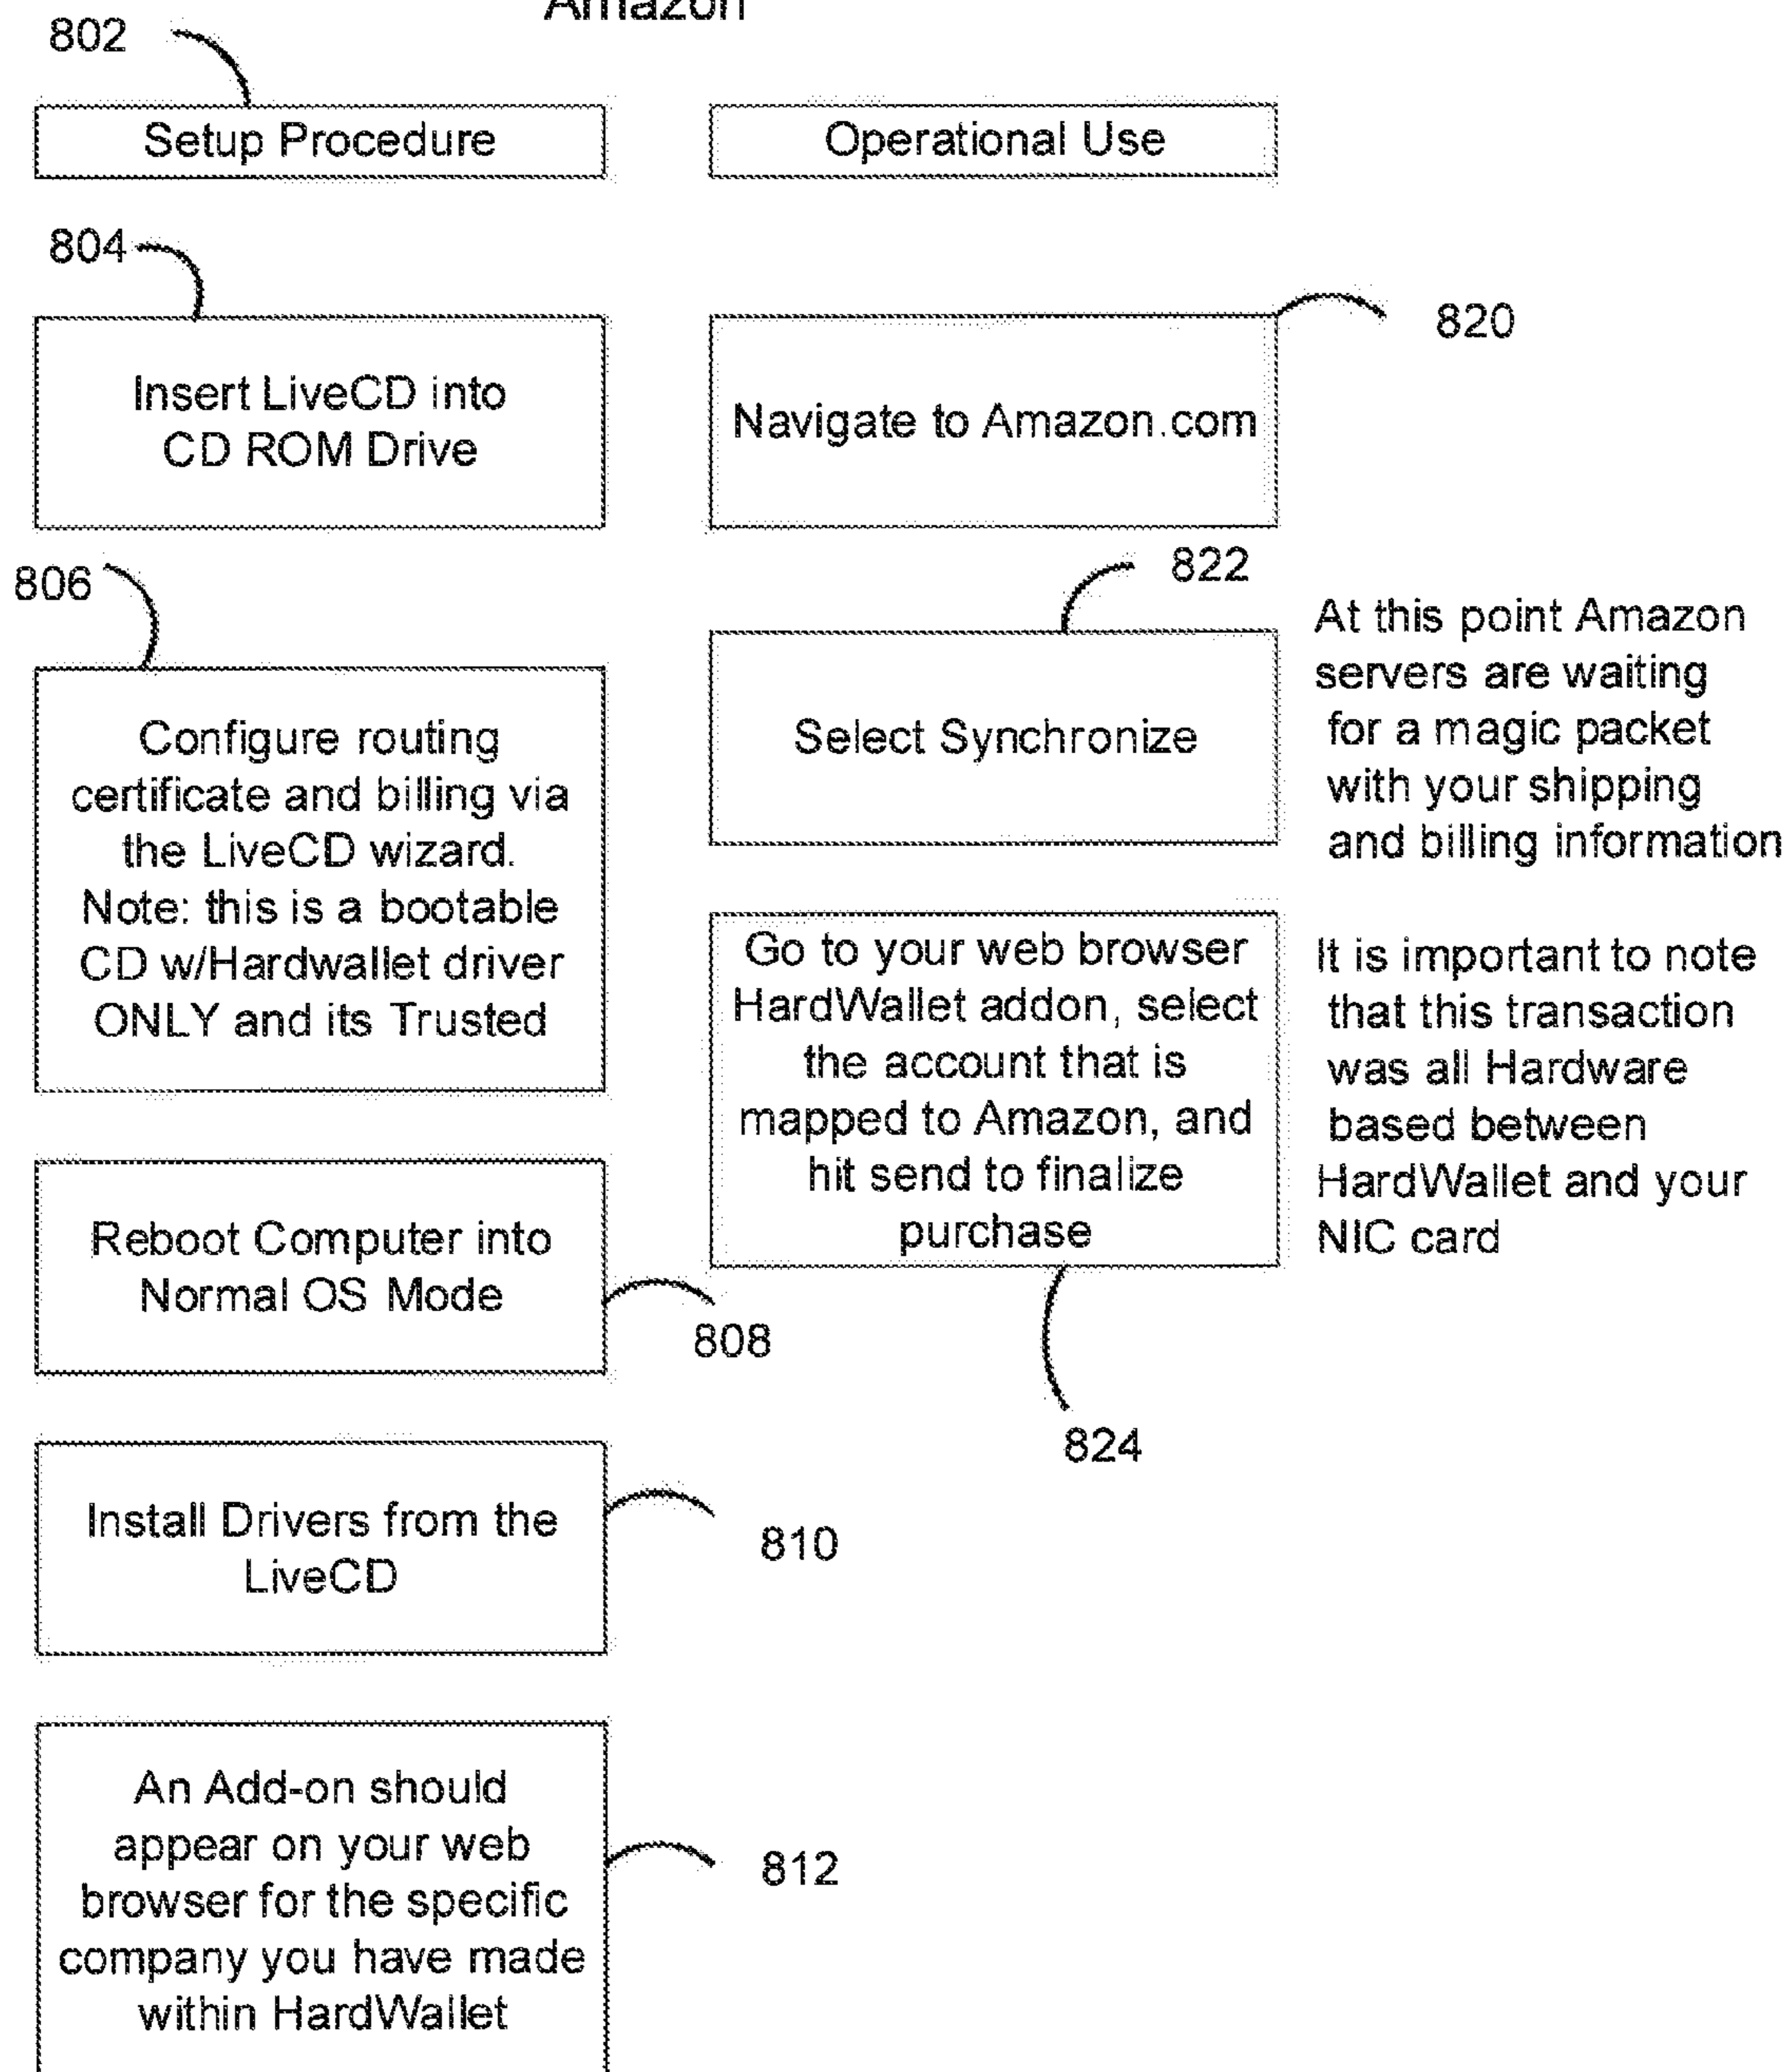 Amazon
802
Setup Procedure
Operational Use
804
Insert LiveCD into
CD ROM Drive
820
Navigate to Amazon.com
806
Configure routing
certificate and billing via
the LiveCD wizard.
Note: this is a bootable
CD w/Hardwallet driver
ONLY and its Trusted
822
Select Synchronize
At this point Amazon
servers are waiting
for a magic packet
with your shipping
and billing information
Go to your web browser
HardWallet addon, select
the account that is
mapped to Amazon, and
hit send to finalize
purchase
824
It is important to note
that this transaction
was all Hardware
based between
HardWallet and your
NIC card
Reboot Computer into
Normal OS Mode
808
Install Drivers from the
LiveCD
810
An Add-on should
appear on your web
browser for the specific
company you have made
within HardWallet
812